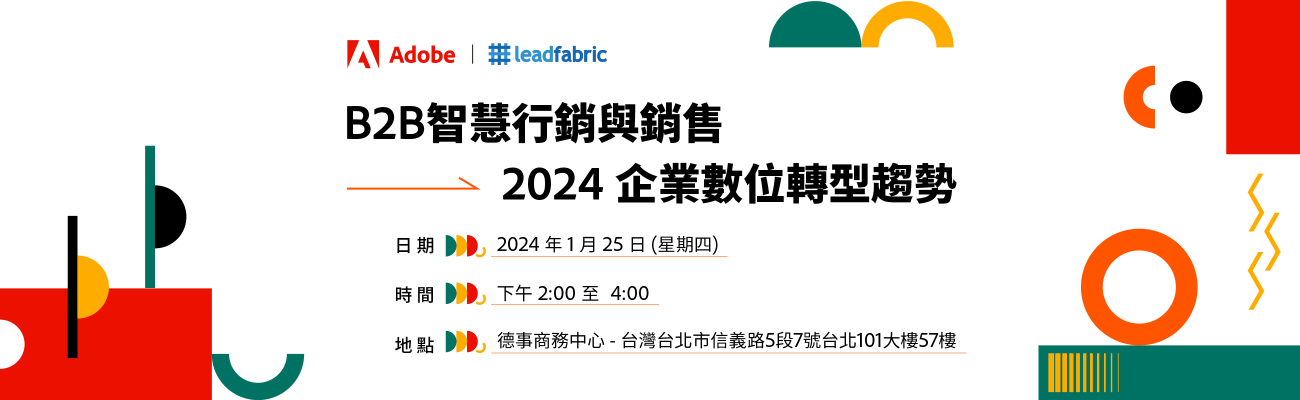 Adobe | leadfabric
B2B智慧行銷與銷售
2024 企業數位轉型趨勢
日期 2024 年 1 月 25 日 (星期四)
時間 下午 2:00 至 4:00
地點 德事商務中心 - 台灣台北市信義路5段7號台北101大樓57樓